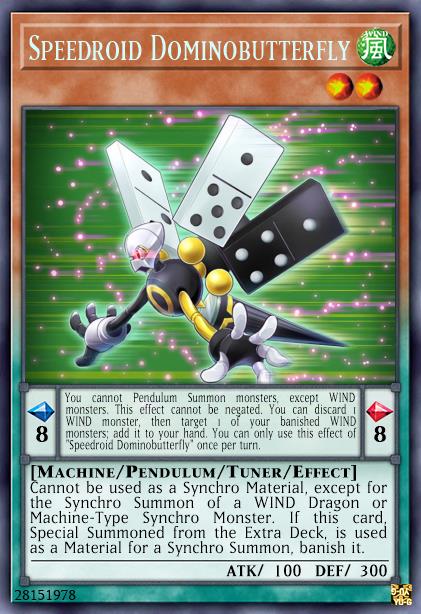 SPEEDROID DOMINOBUTTERFLY
WIND
風
You cannot Pendulum Summon monsters, except WIND
monsters. This effect cannot be negated. You can discard 1
WIND monster, then target 1 of your banished WIND
monsters; add it to your hand. You can only use this effect of
"Speedroid Dominobutterfly" once per turn.
8
8
[MACHINE/PENDULUM/TUNER/EFFECT]
Cannot be used as a Synchro Material, except for
the Synchro Summon of a WIND Dragon or
Machine-Type Synchro Monster. If this card,
Special Summoned from the Extra Deck, is used
as a Material for a Synchro Summon, banish it.
ATK/ 100 DEF/ 300
28151978